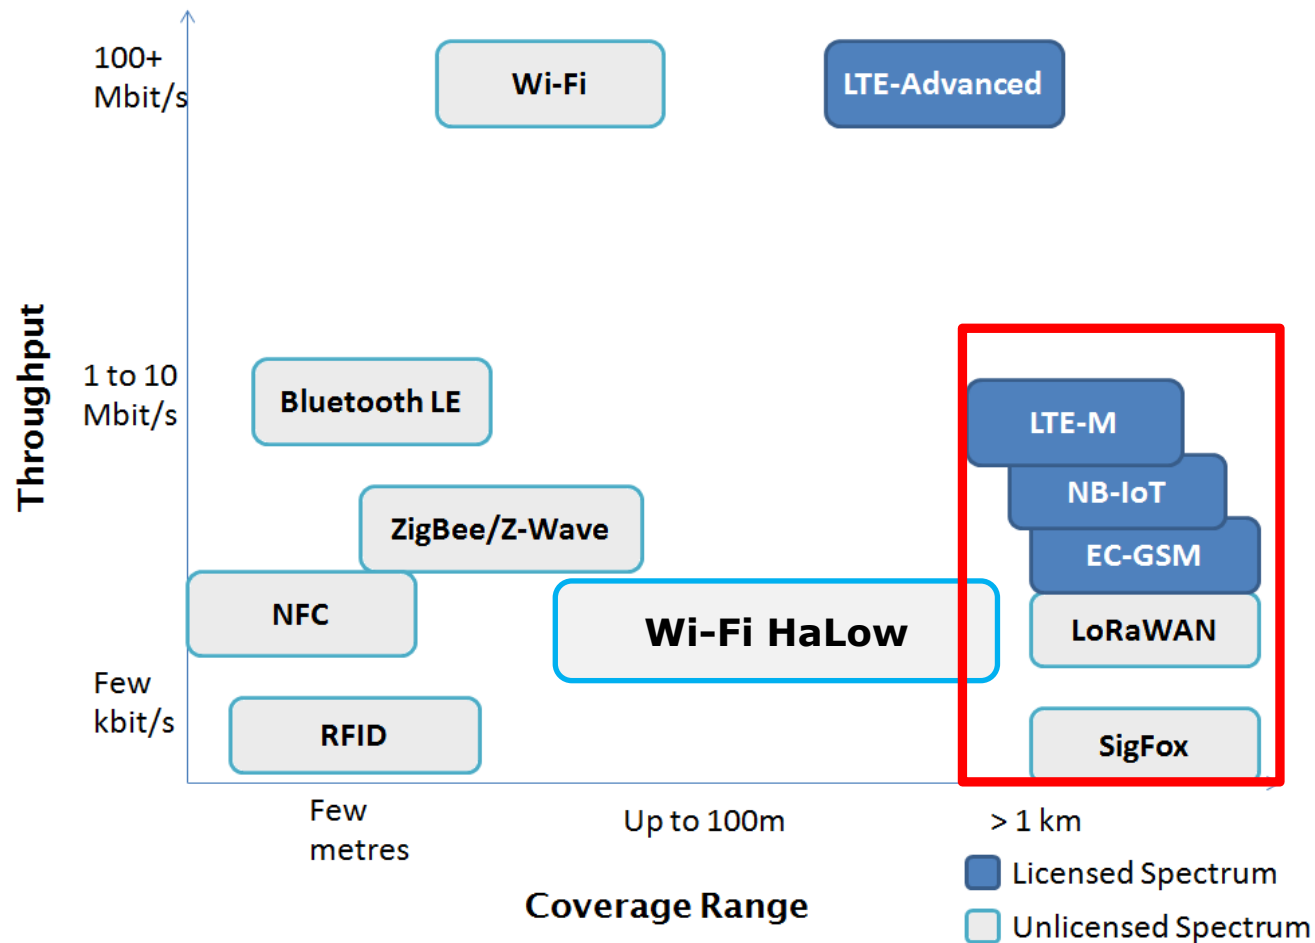 100+
Mbit/s
Wi-Fi
LTE-Advanced
Throughput
1 to 10
Mbit/s
Bluetooth LE
LTE-M
NB-IoT
ZigBee/Z-Wave
EC-GSM
NFC
Wi-Fi HaLow
LoRaWAN
Few
kbit/s
RFID
SigFox
Few
metres
Up to 100m
> 1 km
Coverage Range
Licensed Spectrum
Unlicensed Spectrum